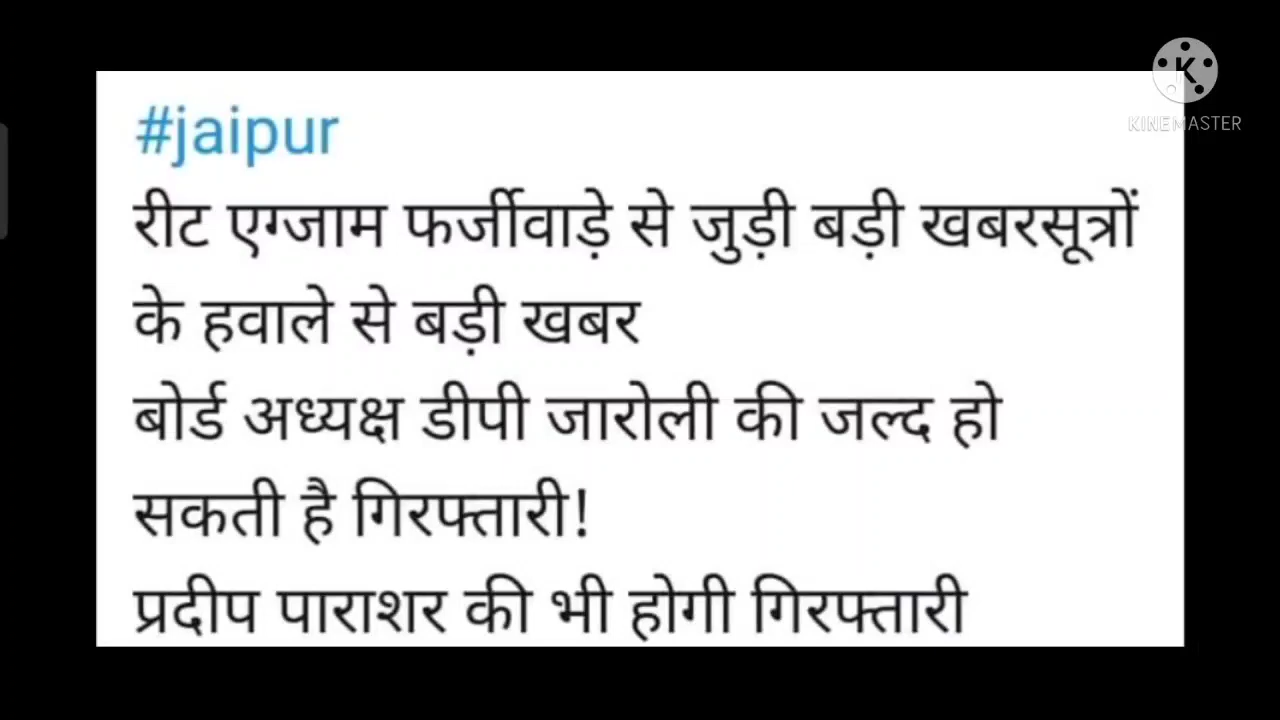 #jaipur
KINEMASTER
रीट एग्जाम फर्जीवाड़े से जुड़ी बड़ी खबरसूत्रों
के हवाले से बड़ी खबर
बोर्ड अध्यक्ष डीपी जारोली की जल्द हो
सकती है गिरफ्तारी!
प्रदीप पाराशर की भी होगी गिरफ्तारी